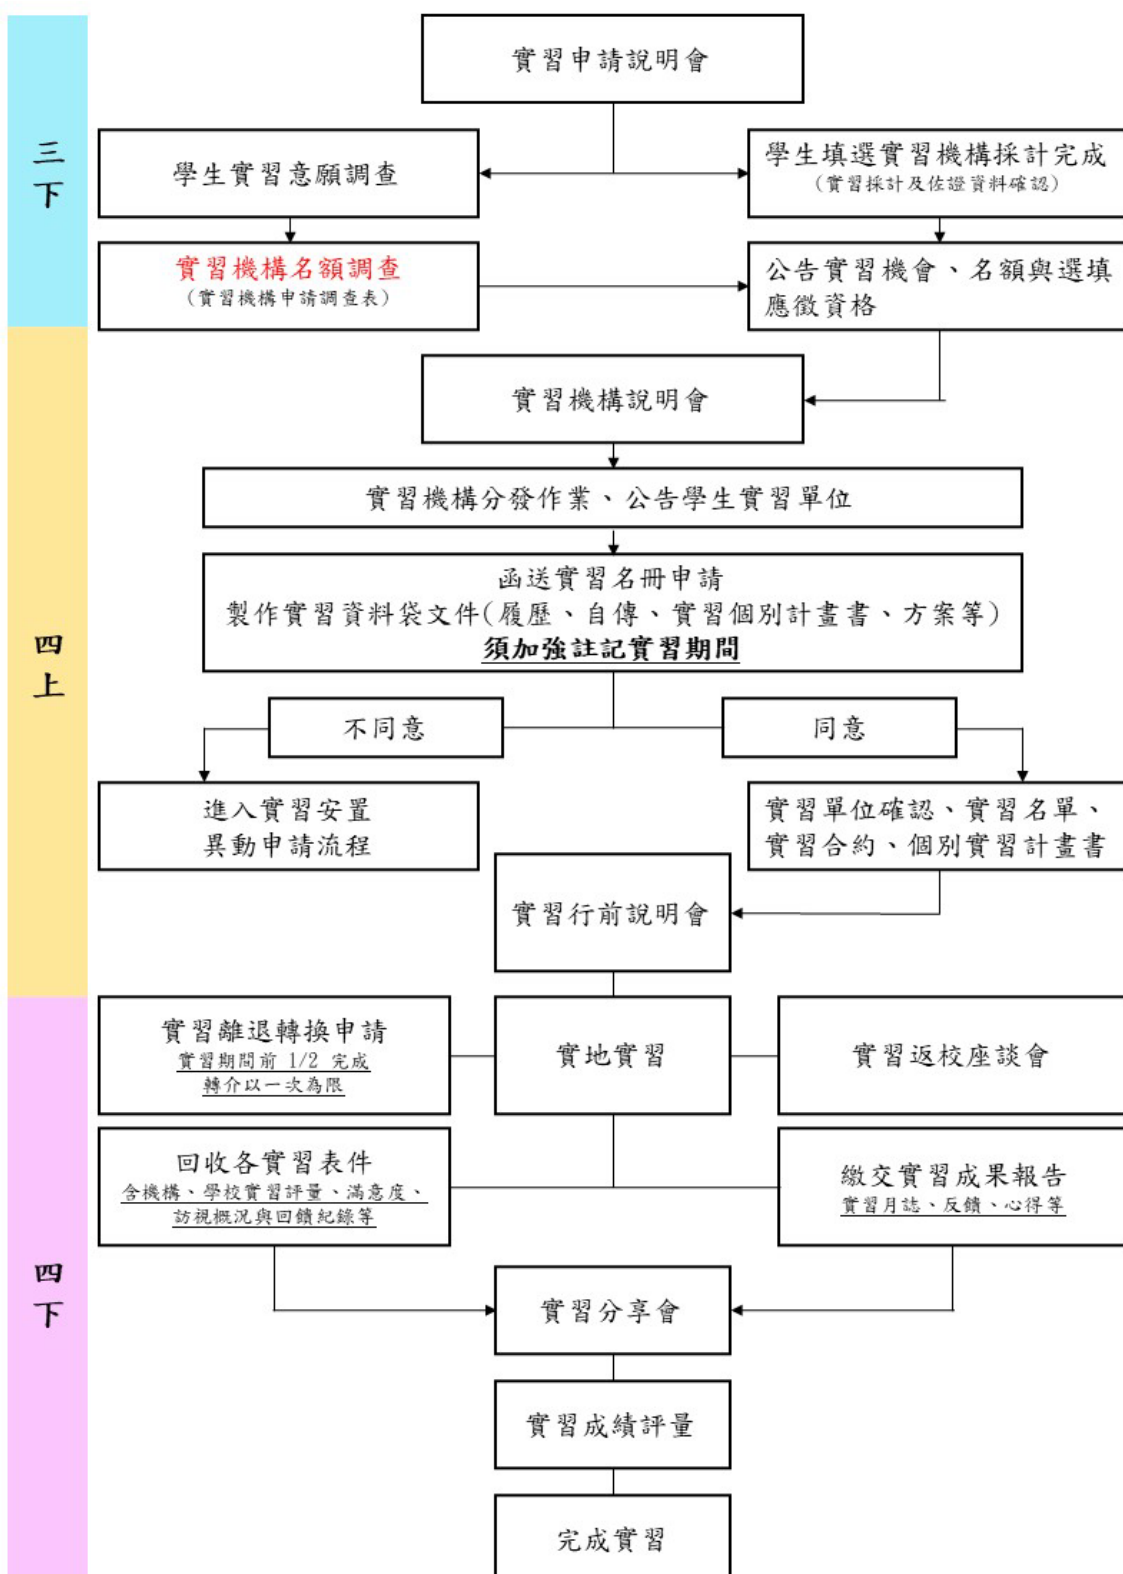 三
下
實習申請說明會
學生實習意願調查
學生填選實習機構採計完成
(實習採計及佐證資料確認)
實習機構名額調查
(實習機構申請調查表)
公告實習機會、名額與選填
應徵資格
四
上
實習機構說明會
實習機構分發作業、公告學生實習單位
函送實習名冊申請
製作實習資料袋文件(履歷、自傳、實習個別計畫書、方案等)
須加強註記實習期間
不同意
同意
進入實習安置
異動申請流程
實習單位確認、實習名單、
實習合約、個別實習計畫書
實習行前說明會
四
下
實習離退轉換申請
實習期間前 1/2 完成
轉介以一次為限
實地實習
實習返校座談會
回收各實習表件
含機構、學校實習評量、滿意度、
訪視概況與回饋紀錄等
繳交實習成果報告
實習月誌、反饋、心得等
實習分享會
實習成績評量
完成實習